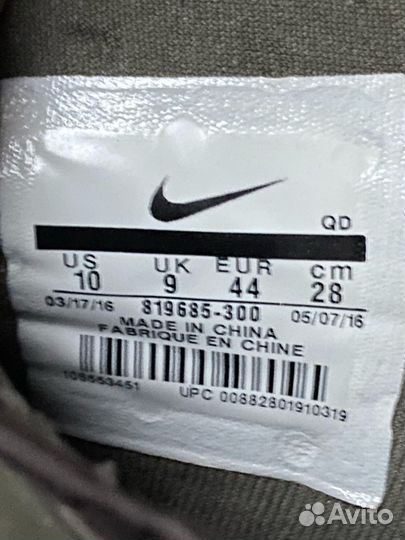 QD
US UK EUR cm
10 9 44 28
03/17/16 819685-300 05/07/16
MADE IN CHINA
FABRIQUE EN CHINE
UPC 00882801910319
Avito